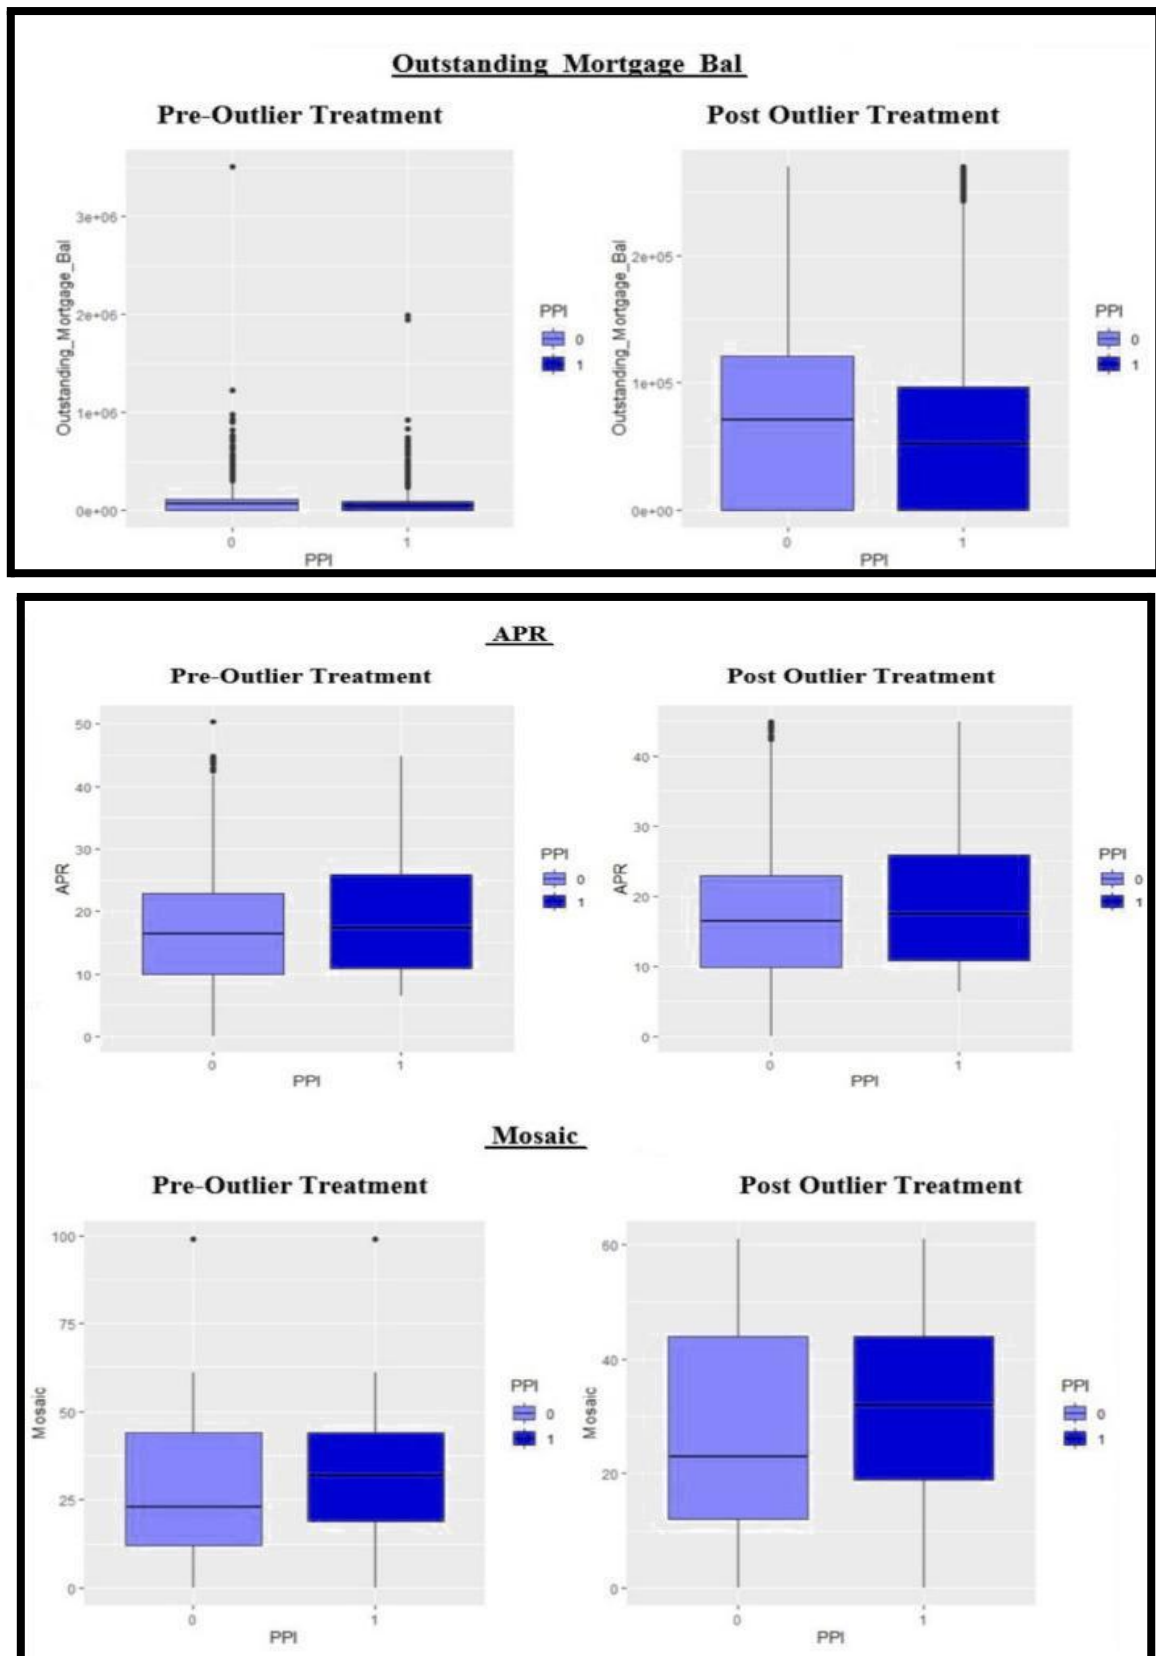 Outstanding_Mortgage_Bal
Pre-Outlier Treatment
Outstanding_Mortgage_Bal
3e+06
2e+06
1e+06
0e+00
0
1
PPI
PPI
0
1
Post Outlier Treatment
Outstanding_Mortgage_Bal
2e+05
1e+05
0e+00
0
1
PPI
PPI
0
1
APR
Pre-Outlier Treatment
APR
50
40
30
20
10
0
0
1
PPI
PPI
0
1
Post Outlier Treatment
APR
40
30
20
10
0
0
1
PPI
PPI
0
1
Mosaic
Pre-Outlier Treatment
Mosaic
100
75
50
25
0
0
1
PPI
PPI
0
1
Post Outlier Treatment
Mosaic
60
40
20
0
0
1
PPI
PPI
0
1